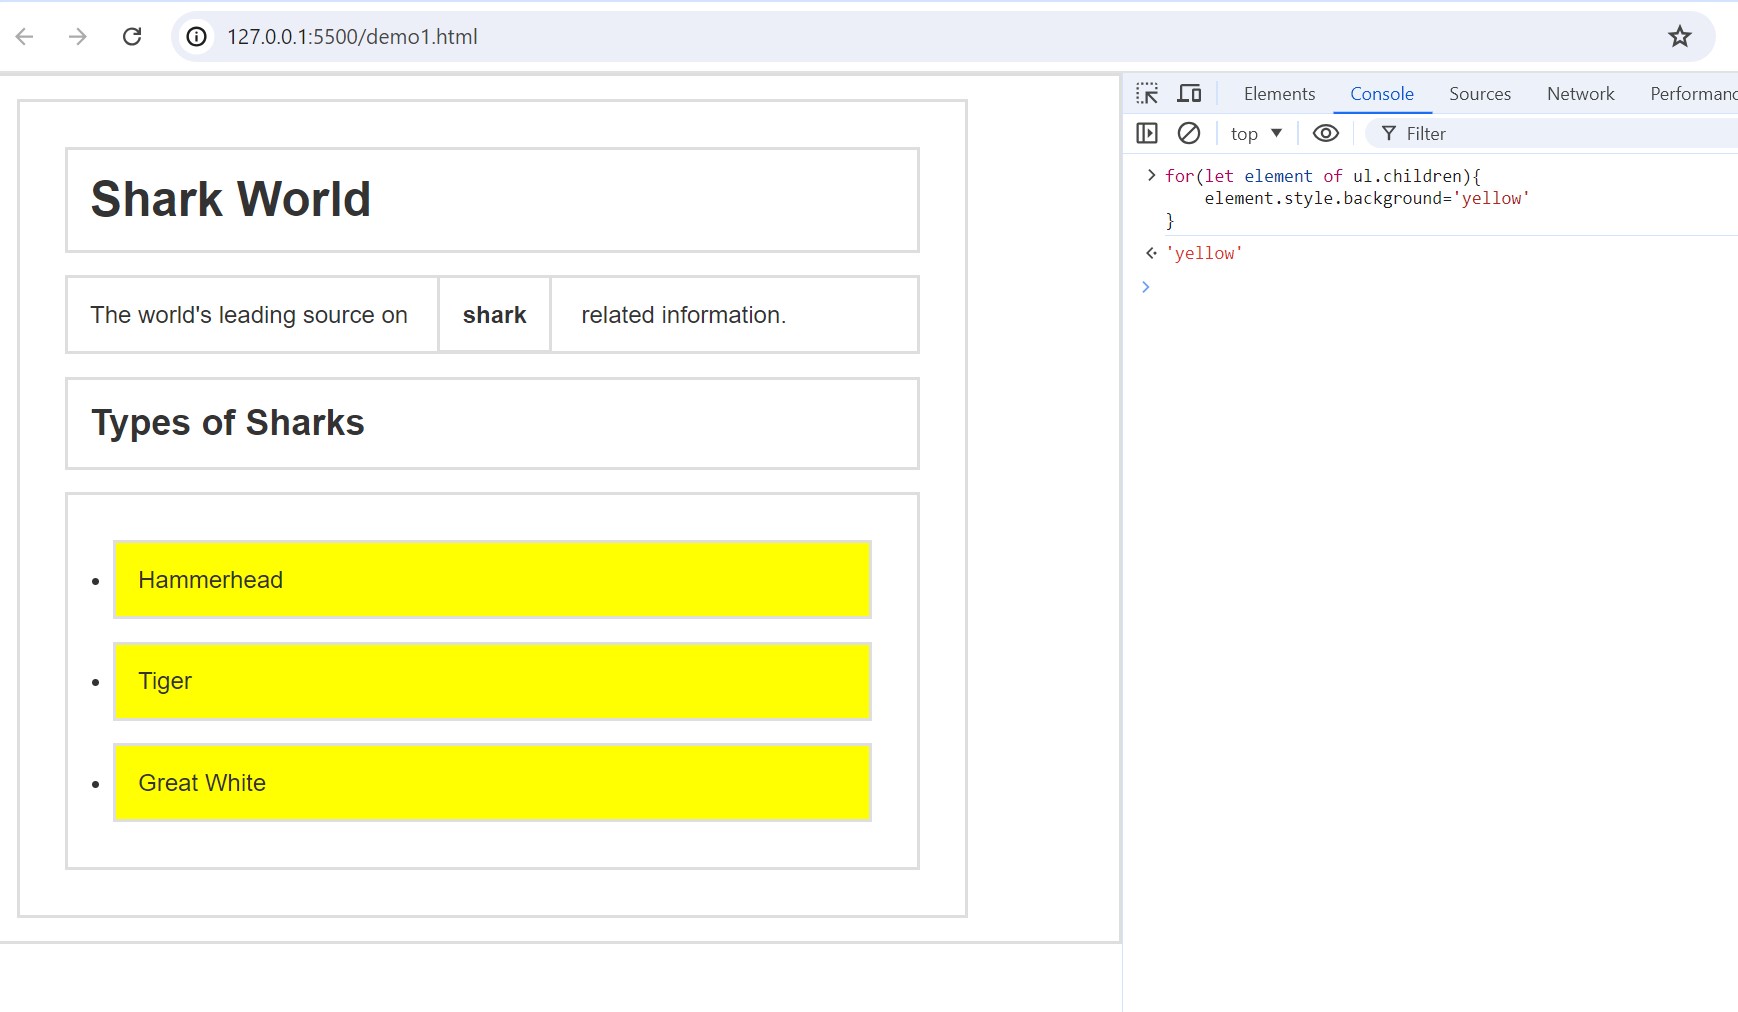 127.0.0.1:5500/demo1.html
Shark World
The world's leading source on shark related information.
Types of Sharks
• Hammerhead
• Tiger
• Great White
Elements Console Sources Network Performanc
top ▼ Filter
> for(let element of ul.children){
    element.style.background='yellow'
}
<· 'yellow'
>